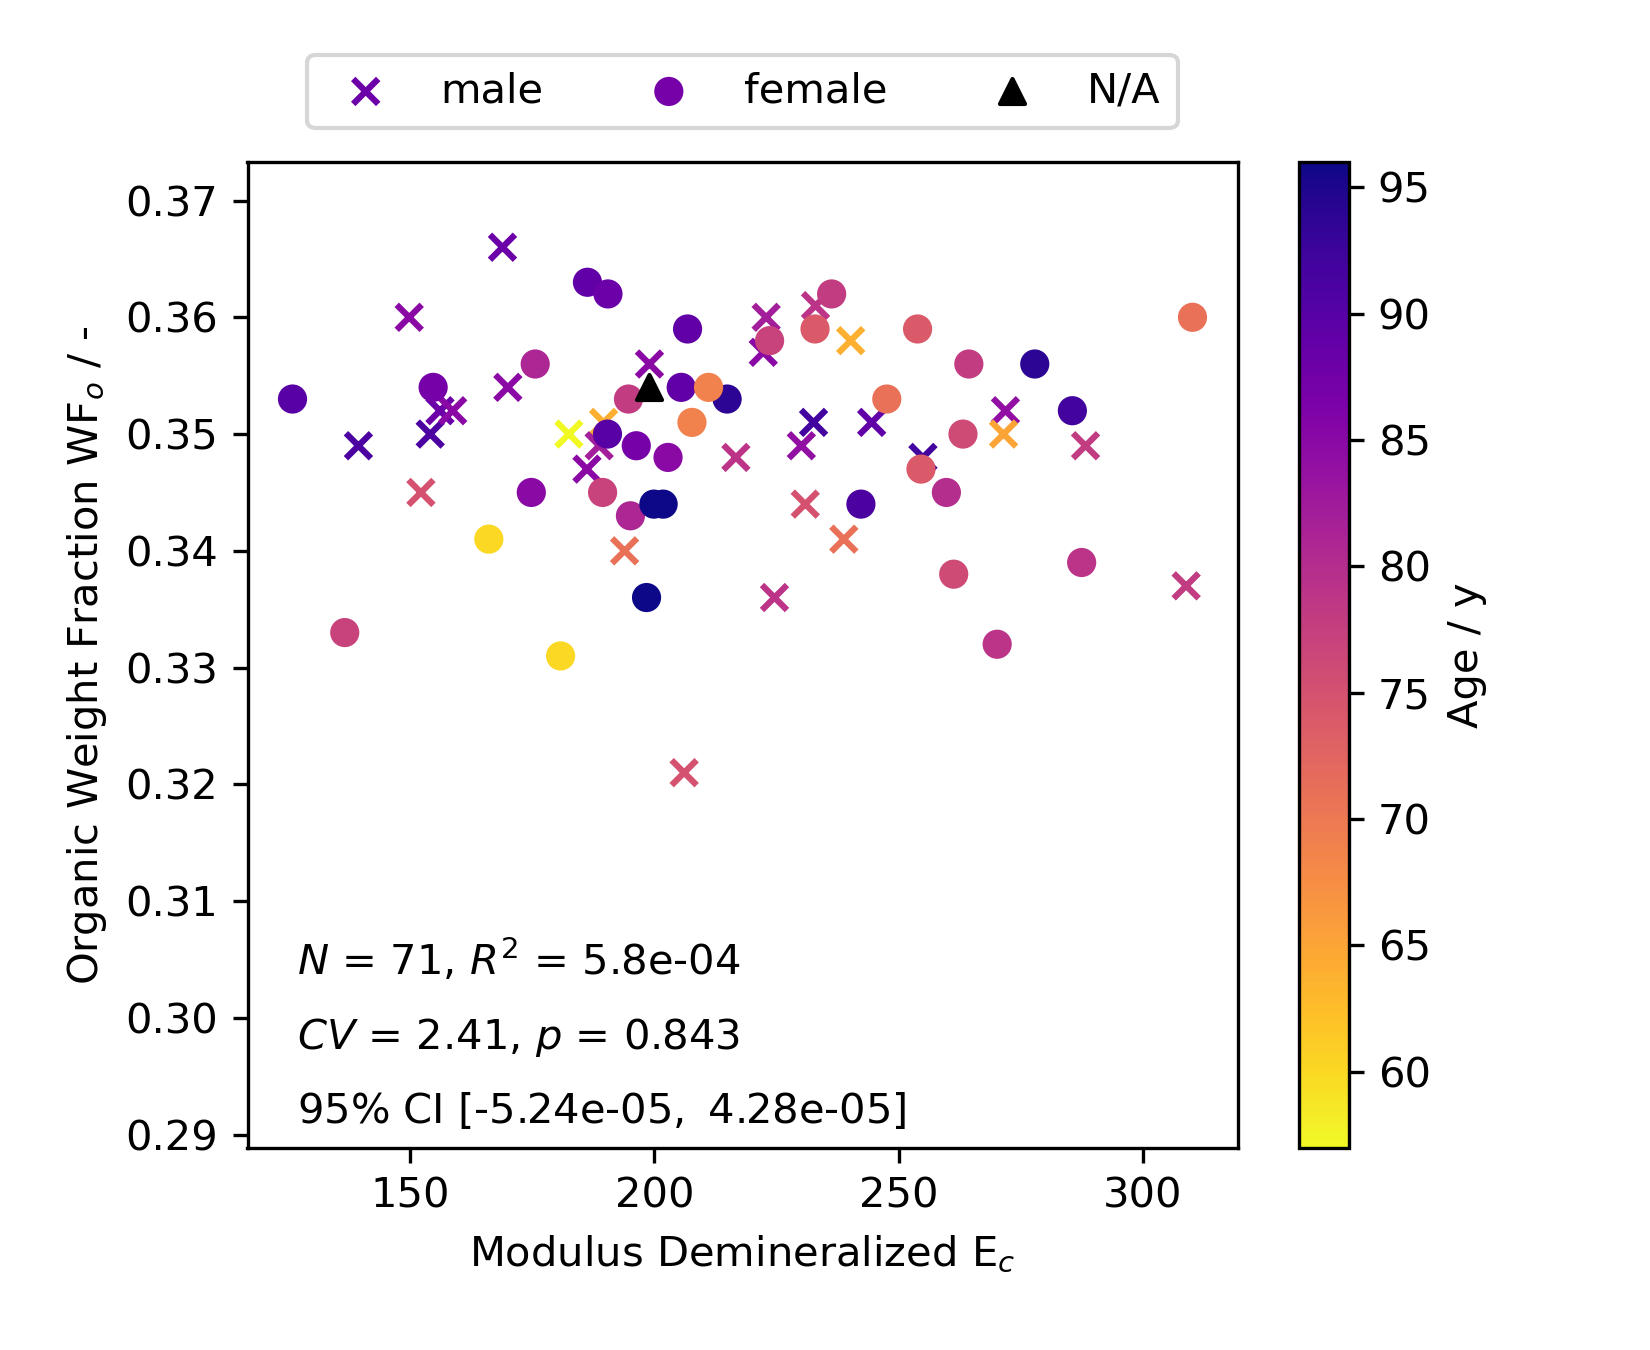 male female N/A
0.37
0.36
0.35
0.34
0.33
0.32
0.31
0.30
0.29
Organic Weight Fraction WFo / -
N = 71, R² = 5.8e-04
CV = 2.41, p = 0.843
95% CI [-5.24e-05, 4.28e-05]
150 200 250 300
Modulus Demineralized Ec
95
90
85
80
75
70
65
60
Age / y